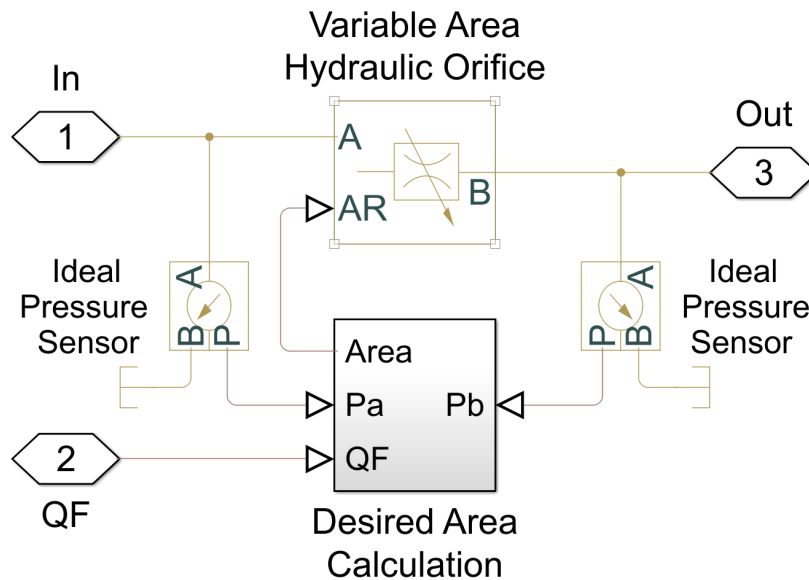 Variable Area
Hydraulic Orifice
In
1
A
AR
B
Out
3
Ideal
Pressure
Sensor
A
B
P
Ideal
Pressure
Sensor
A
P
B
Area
Pa
Pb
QF
2
QF
Desired Area
Calculation